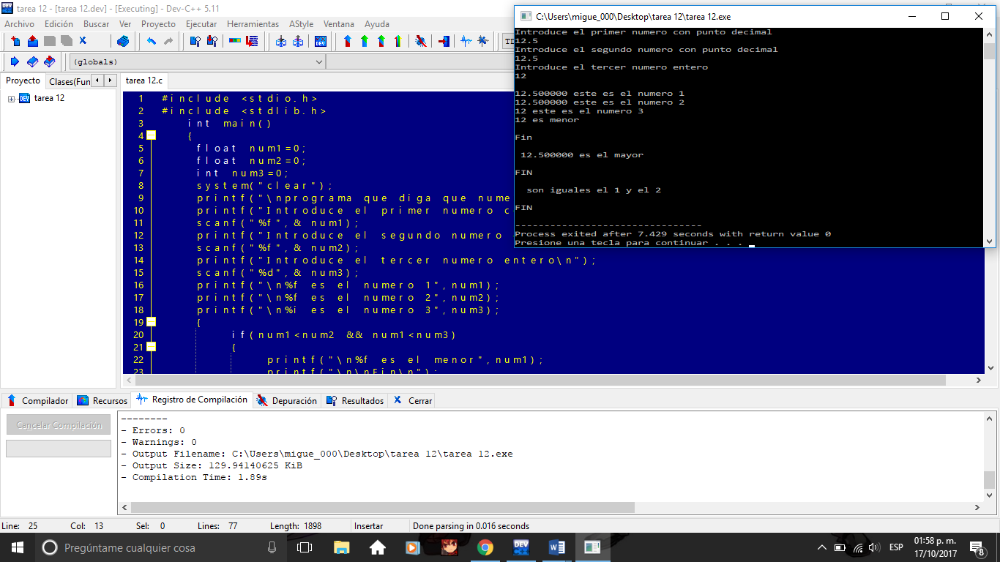 tarea 12 - [tarea 12.dev] - [Executing] - Dev-C++ 5.11
Archivo Edición Buscar Ver Proyecto Ejecutar Herramientas AStyle Ventana Ayuda
(globals)
Proyecto Clases(Fun
tarea 12
tarea 12.c
1 #include <stdio.h>
2 #include <stdlib.h>
3 int main()
4 {
5 float num1=0;
6 float num2=0;
7 int num3=0;
8 system("clear");
9 printf("\nprograma que diga que nume
10 printf("Introduce el primer numero c
11 scanf("%f",& num1);
12 printf("Introduce el segundo numero
13 scanf("%f",& num2);
14 printf("Introduce el tercer numero entero\n");
15 scanf("%d",& num3);
16 printf("\n%f es el numero 1",num1);
17 printf("\n%f es el numero 2",num2);
18 printf("\n%i es el numero 3",num3);
19 {
20 if(num1<num2 && num1<num3)
21 {
22 printf("\n%f es el menor",num1);
23 printf("\n\nFin\n");
C:\Users\migue_000\Desktop\tarea 12\tarea 12.exe
Introduce el primer numero con punto decimal
12.5
Introduce el segundo numero con punto decimal
12.5
Introduce el tercer numero entero
12
12.500000 este es el numero 1
12.500000 este es el numero 2
12 este es el numero 3
12 es menor
Fin
12.500000 es el mayor
FIN
son iguales el 1 y el 2
FIN
--------------------------------
Process exited after 7.429 seconds with return value 0
Presione una tecla para continuar . . .
Compilador Recursos Registro de Compilación Depuración Resultados Cerrar
Cancelar Compilación
--------
- Errors: 0
- Warnings: 0
- Output Filename: C:\Users\migue_000\Desktop\tarea 12\tarea 12.exe
- Output Size: 129.94140625 KiB
- Compilation Time: 1.89s
Line: 25 Col: 13 Sel: 0 Lines: 77 Length: 1898 Insertar Done parsing in 0.016 seconds
Pregúntame cualquier cosa
ESP
01:58 p. m.
17/10/2017
8